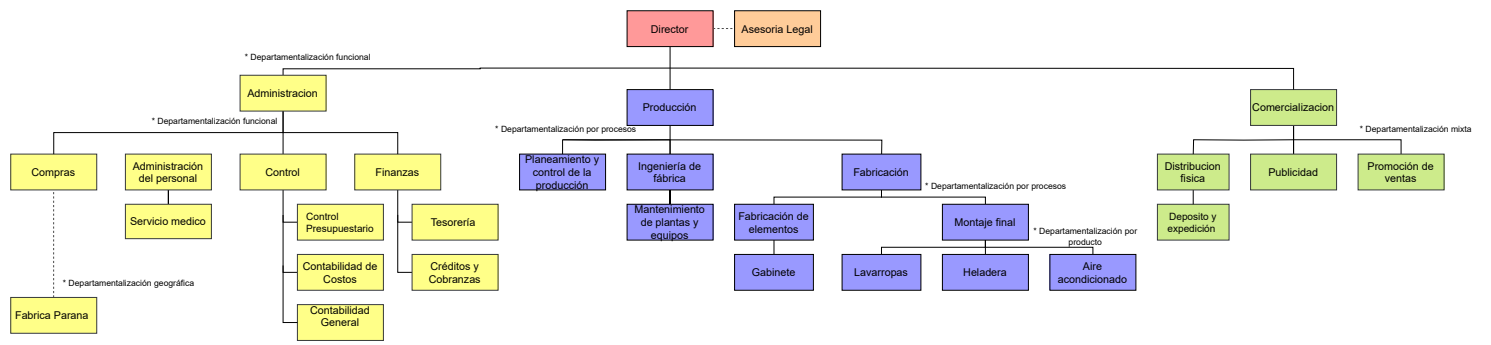 Director
Asesoria Legal
* Departamentalización funcional
Administracion
Producción
Comercializacion
* Departamentalización funcional
* Departamentalización por procesos
* Departamentalización mixta
Compras
Administración
del personal
Control
Finanzas
Planeamiento y
control de la
producción
Ingeniería de
fábrica
Fabricación
Distribucion
fisica
Publicidad
Promoción de
ventas
* Departamentalización por procesos
Servicio medico
Control
Presupuestario
Tesorería
Mantenimiento
de plantas y
equipos
Fabricación de
elementos
Montaje final
Deposito y
expedición
* Departamentalización por
producto
Contabilidad de
Costos
Créditos y
Cobranzas
Gabinete
Lavarropas
Heladera
Aire
acondicionado
* Departamentalización geográfica
Fabrica Parana
Contabilidad
General